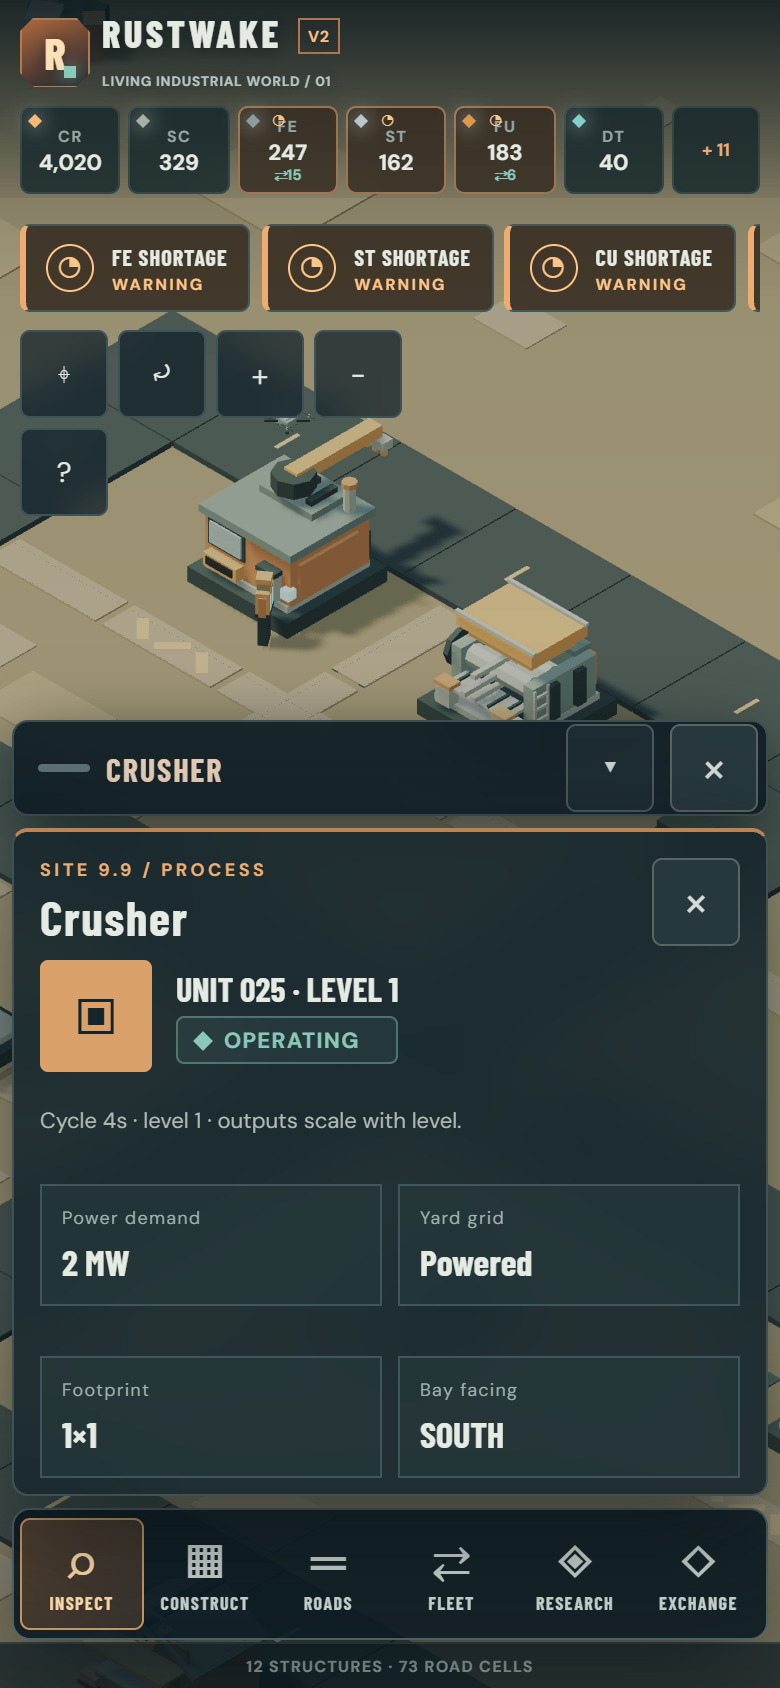 R
RUSTWAKE V2
LIVING INDUSTRIAL WORLD / 01
CR
4,020
SC
329
FE
247
⇄15
ST
162
FU
183
⇄6
DT
40
+ 11
FE SHORTAGE
WARNING
ST SHORTAGE
WARNING
CU SHORTAGE
WARNING
+
−
?
CRUSHER
▼ ×
SITE 9.9 / PROCESS
×
Crusher
UNIT 025 · LEVEL 1
◆ OPERATING
Cycle 4s · level 1 · outputs scale with level.
Power demand
2 MW
Yard grid
Powered
Footprint
1×1
Bay facing
SOUTH
INSPECT
CONSTRUCT
ROADS
FLEET
RESEARCH
EXCHANGE
12 STRUCTURES · 73 ROAD CELLS